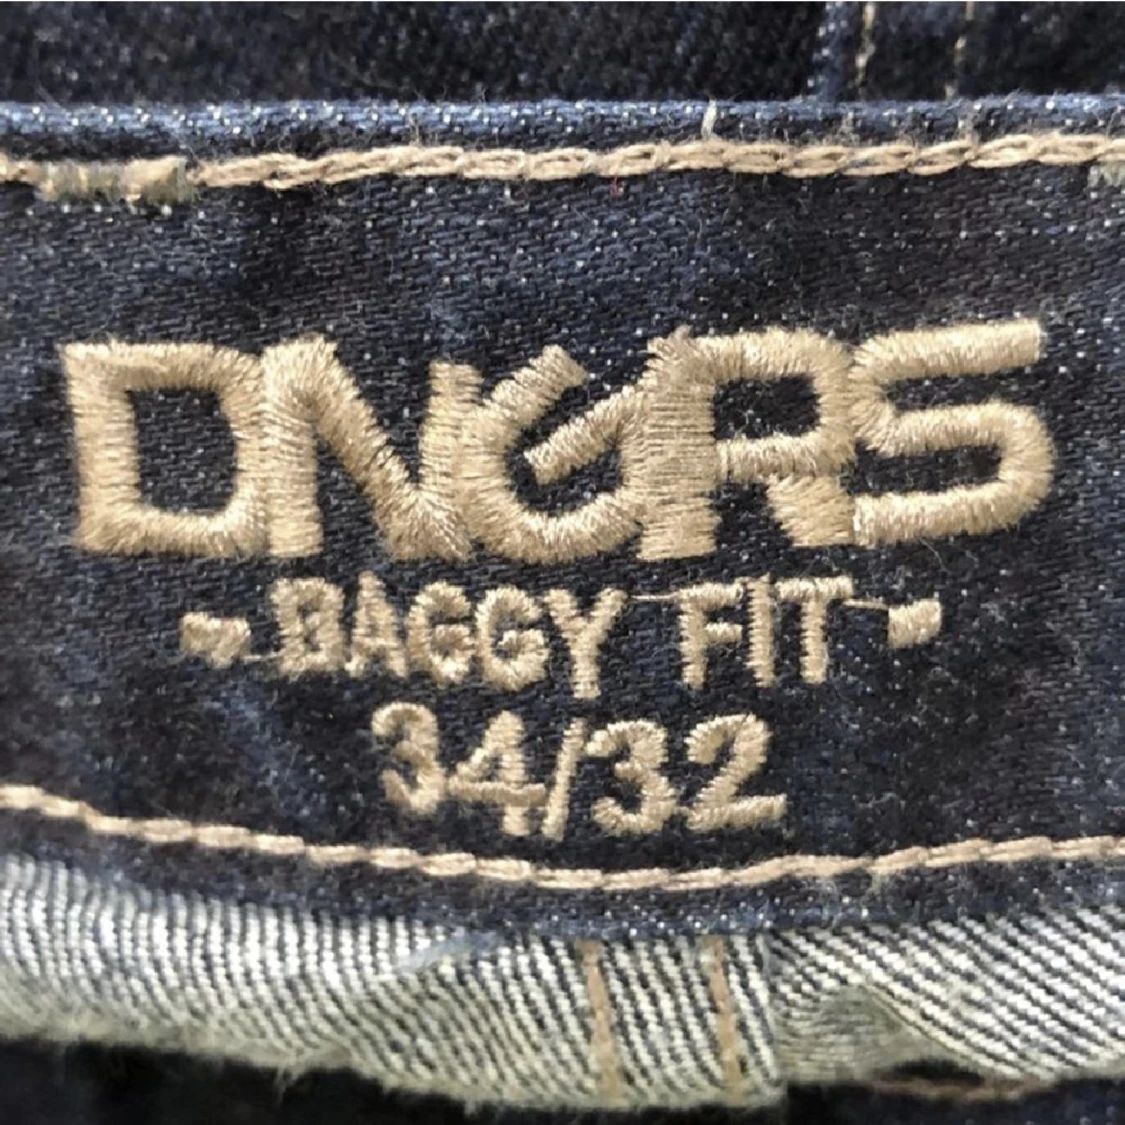 DNGRS
- BAGGY FIT -
34/32